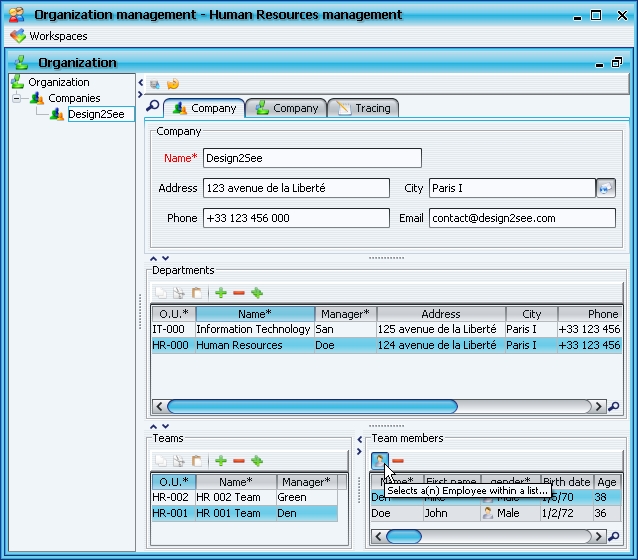 Organization management - Human Resources management
Workspaces
Organization
Organization
Companies
Design2See
Company Company Tracing
Company
Name* Design2See
Address 123 avenue de la Liberté City Paris I
Phone +33 123 456 000 Email contact@design2see.com
Departments
O.U.* Name* Manager* Address City Phone
IT-000 Information Technology San 125 avenue de la Liberté Paris I +33 123 456
HR-000 Human Resources Doe 124 avenue de la Liberté Paris I +33 123 456
Teams
O.U.* Name* Manager*
HR-002 HR 002 Team Green
HR-001 HR 001 Team Den
Team members
Name* First name gender* Birth date Age
Den Mike Male 1/5/70 38
Selects a(n) Employee within a list...
Doe John Male 1/2/72 36